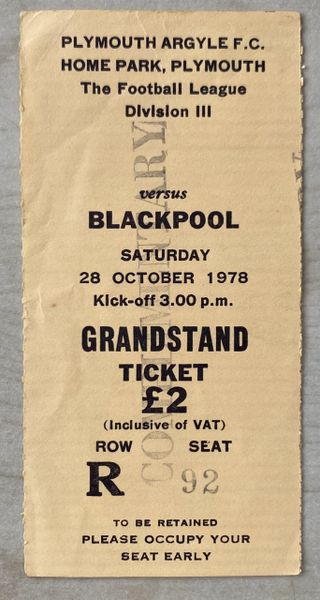 PLYMOUTH ARGYLE F.C.
HOME PARK, PLYMOUTH
The Football League
Division III
versus
BLACKPOOL
SATURDAY
28 OCTOBER 1978
Kick-off 3.00 p.m.
GRANDSTAND
TICKET
£2
(Inclusive of VAT)
ROW SEAT
R 92
TO BE RETAINED
PLEASE OCCUPY YOUR
SEAT EARLY
COMPLIMENTARY